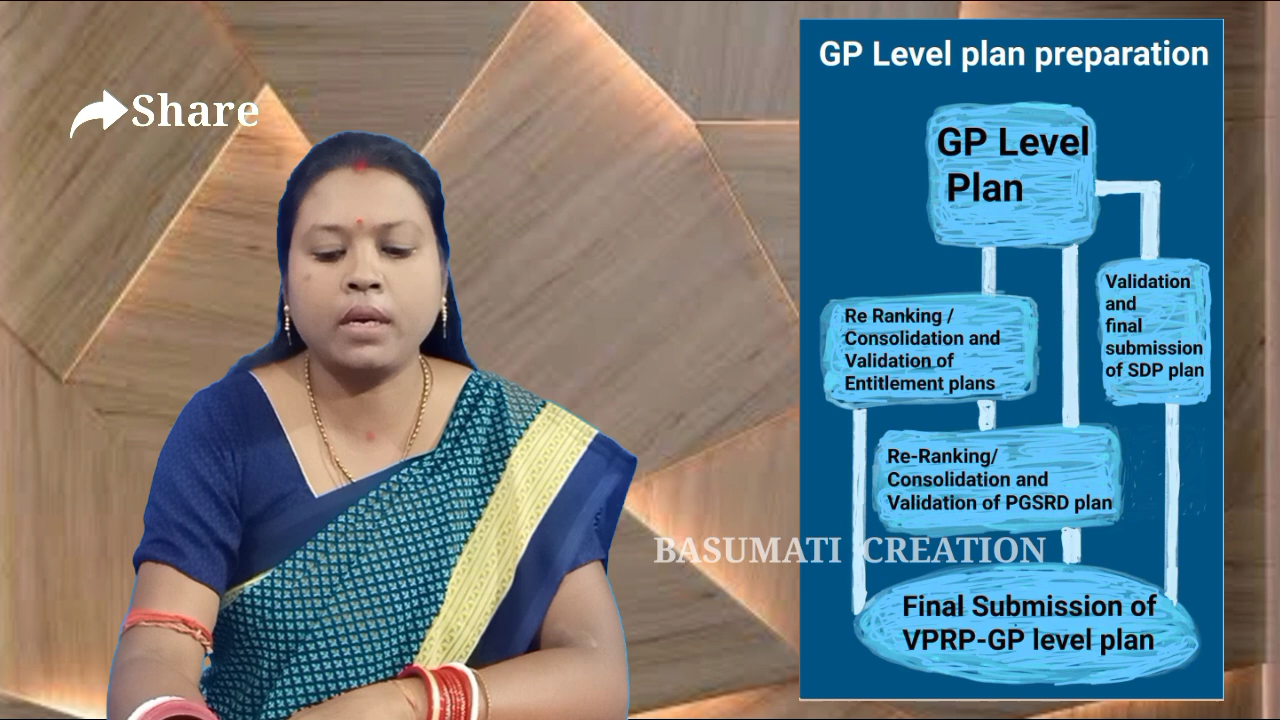 Share
GP Level plan preparation
GP Level
Plan
Validation
and
final
submission
of SDP plan
Re Ranking /
Consolidation and
Validation of
Entitlement plans
Re-Ranking/
Consolidation and
Validation of PGSRD plan
BASUMATI CREATION
Final Submission of
VPRP-GP level plan